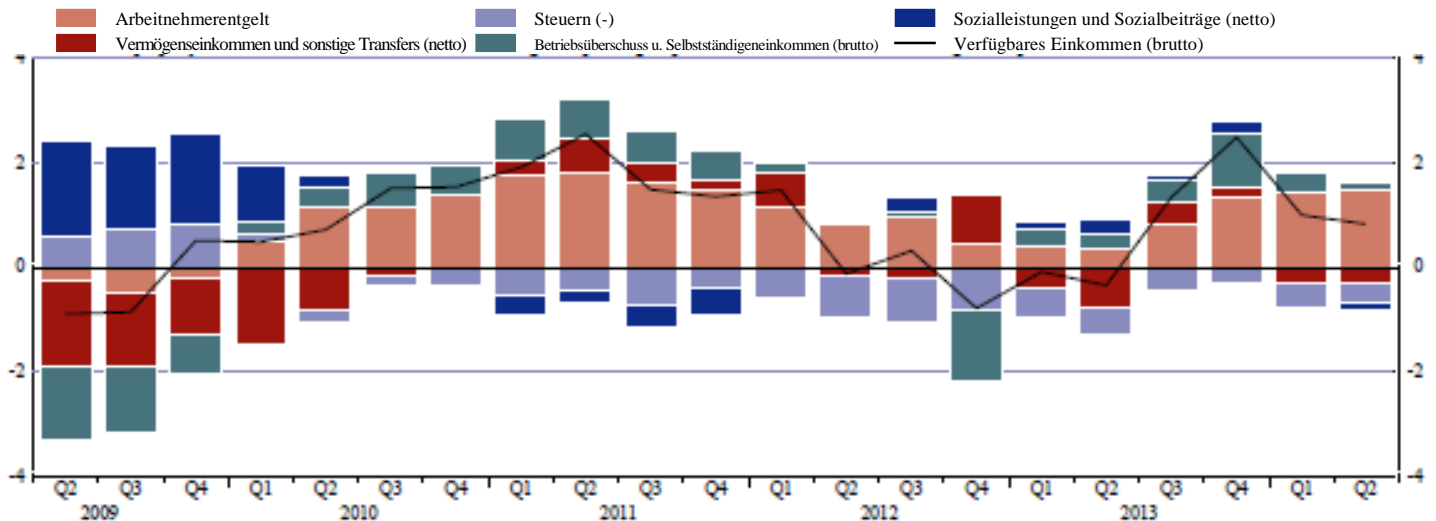 Arbeitnehmerentgelt
Steuern (-)
Sozialleistungen und Sozialbeiträge (netto)
Vermögenseinkommen und sonstige Transfers (netto)
Betriebsüberschuss u. Selbstständigeneinkommen (brutto)
Verfügbares Einkommen (brutto)
4 4
2 2
0 0
-2 -2
-4 -4
Q2 Q3 Q4 Q1 Q2 Q3 Q4 Q1 Q2 Q3 Q4 Q1 Q2 Q3 Q4 Q1 Q2 Q3 Q4 Q1 Q2
2009 2010 2011 2012 2013